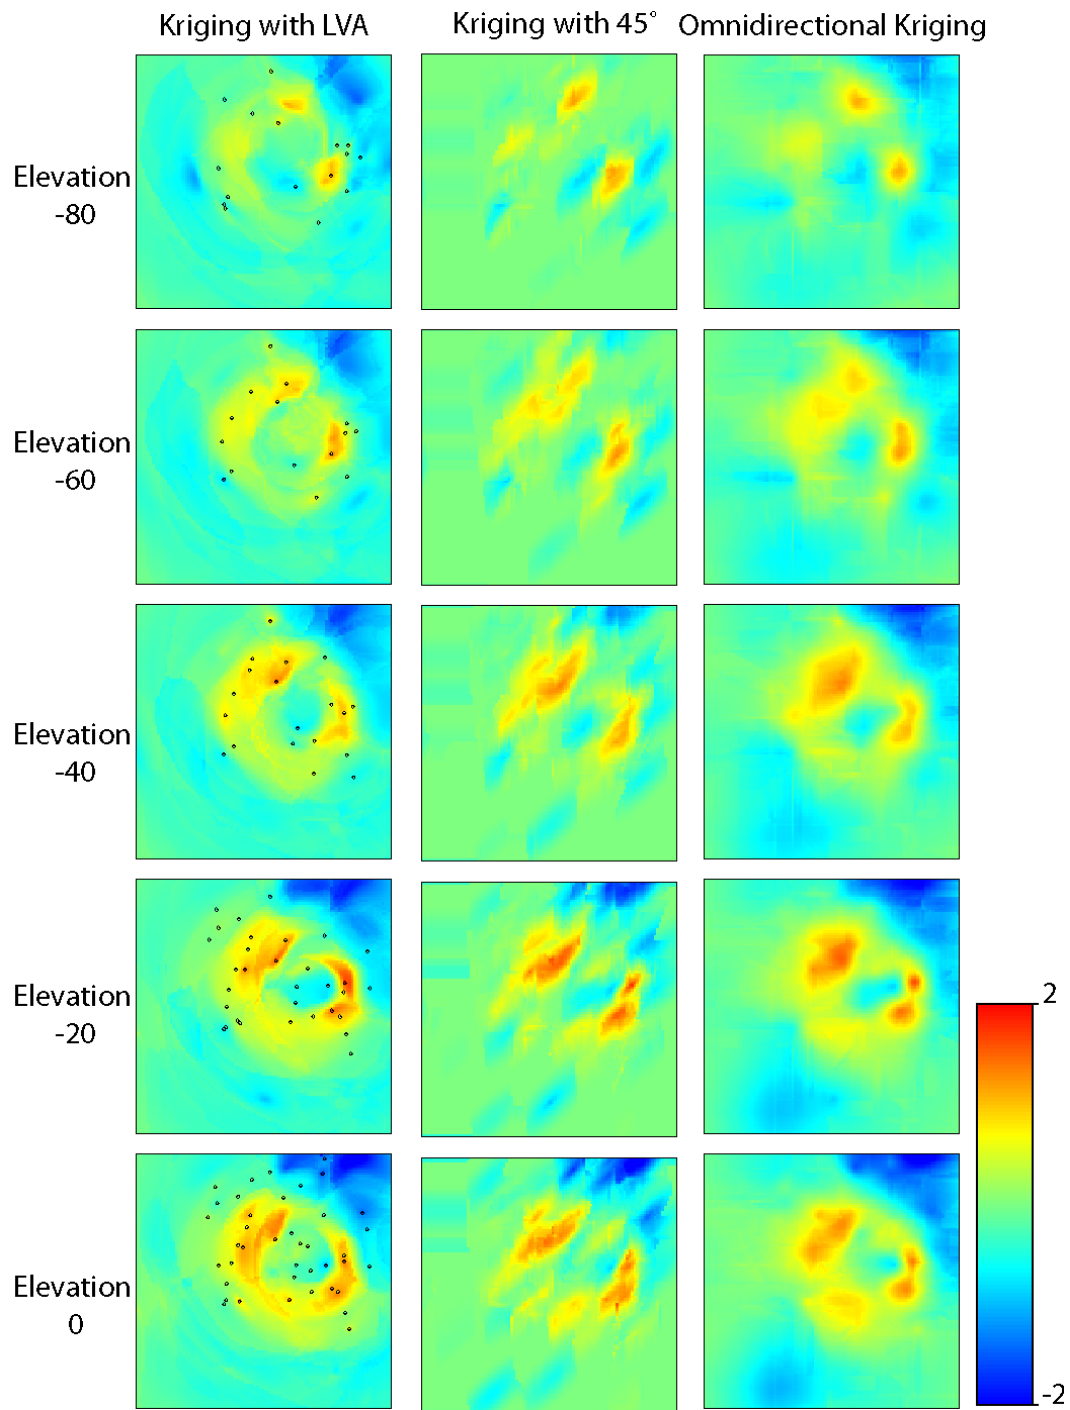 Kriging with LVA
Kriging with 45°
Omnidirectional Kriging
Elevation
-80
Elevation
-60
Elevation
-40
Elevation
-20
2
Elevation
0
-2